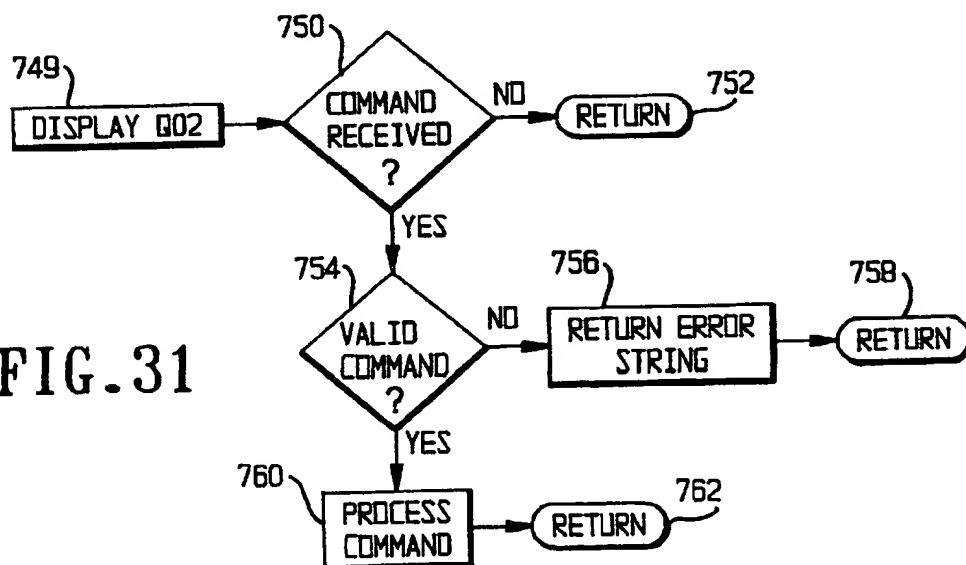 750
749
DISPLAY Q02
COMMAND
RECEIVED
?
NO
RETURN
752
YES
754
VALID
COMMAND
?
NO
756
RETURN ERROR
STRING
758
RETURN
FIG.31
YES
760
PROCESS
COMMAND
RETURN
762